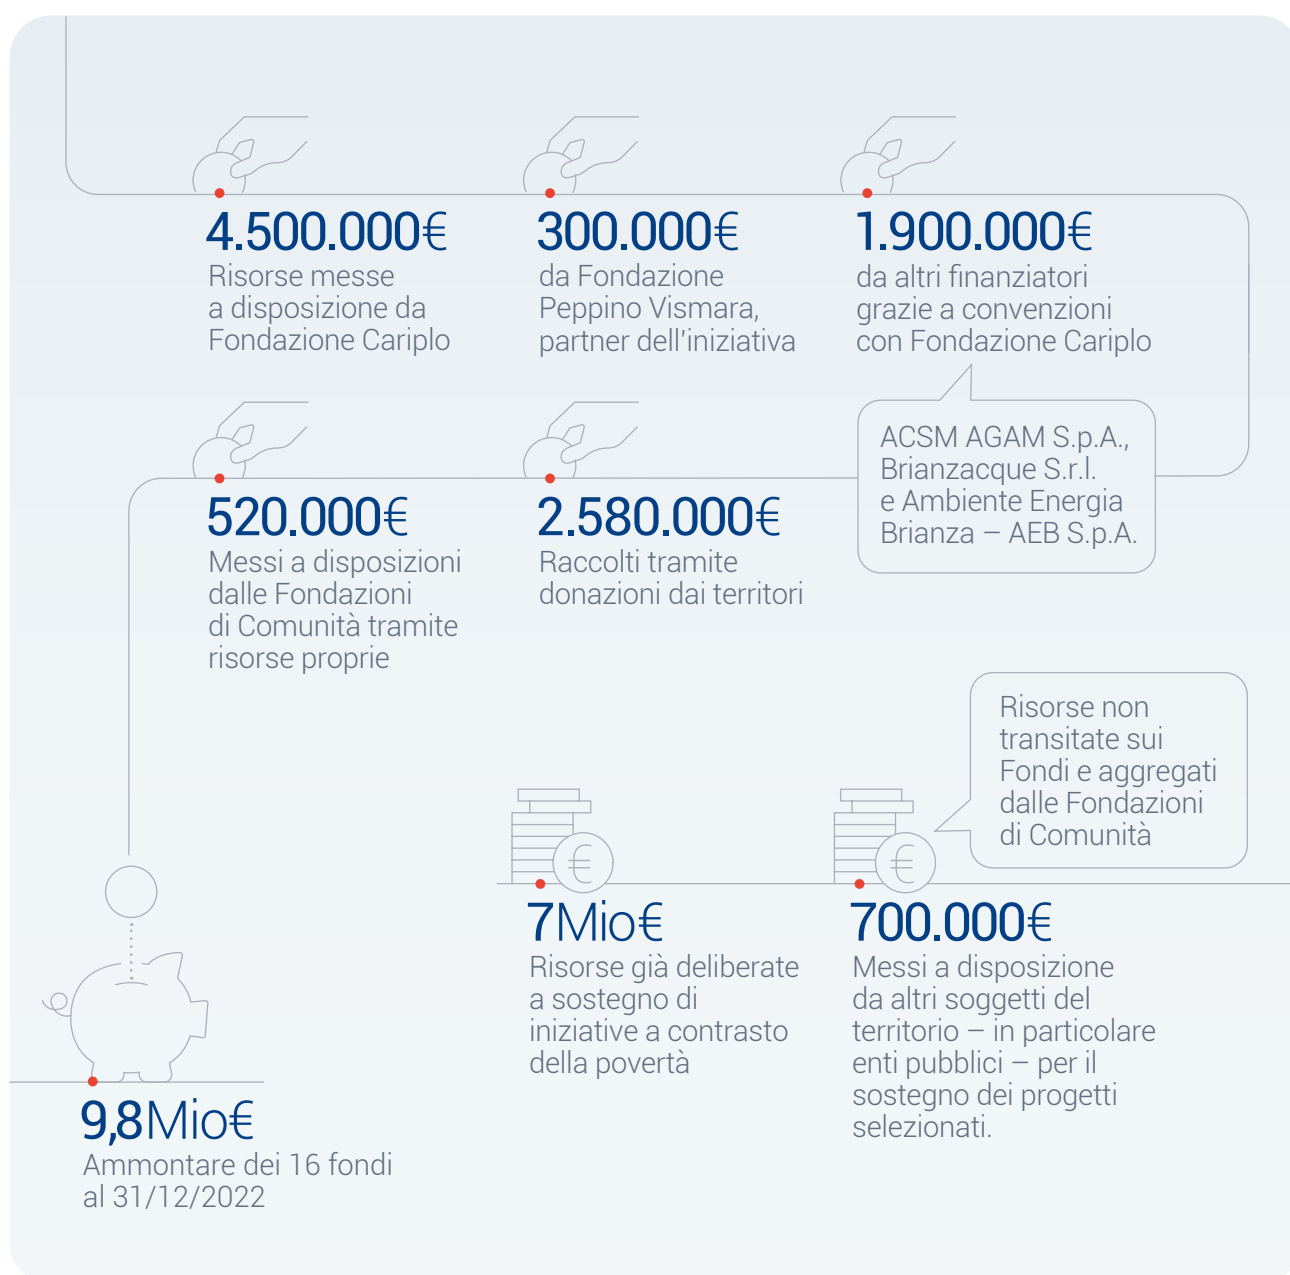 4.500.000€
Risorse messe
a disposizione da
Fondazione Cariplo
300.000€
da Fondazione
Peppino Vismara,
partner dell'iniziativa
1.900.000€
da altri finanziatori
grazie a convenzioni
con Fondazione Cariplo
ACSM AGAM S.p.A.,
Brianzacque S.r.l.
e Ambiente Energia
Brianza – AEB S.p.A.
520.000€
Messi a disposizioni
dalle Fondazioni
di Comunità tramite
risorse proprie
2.580.000€
Raccolti tramite
donazioni dai territori
Risorse non
transitate sui
Fondi e aggregati
dalle Fondazioni
di Comunità
€
€
7Mio€
Risorse già deliberate
a sostegno di
iniziative a contrasto
della povertà
700.000€
Messi a disposizione
da altri soggetti del
territorio – in particolare
enti pubblici – per il
sostegno dei progetti
selezionati.
9,8Mio€
Ammontare dei 16 fondi
al 31/12/2022